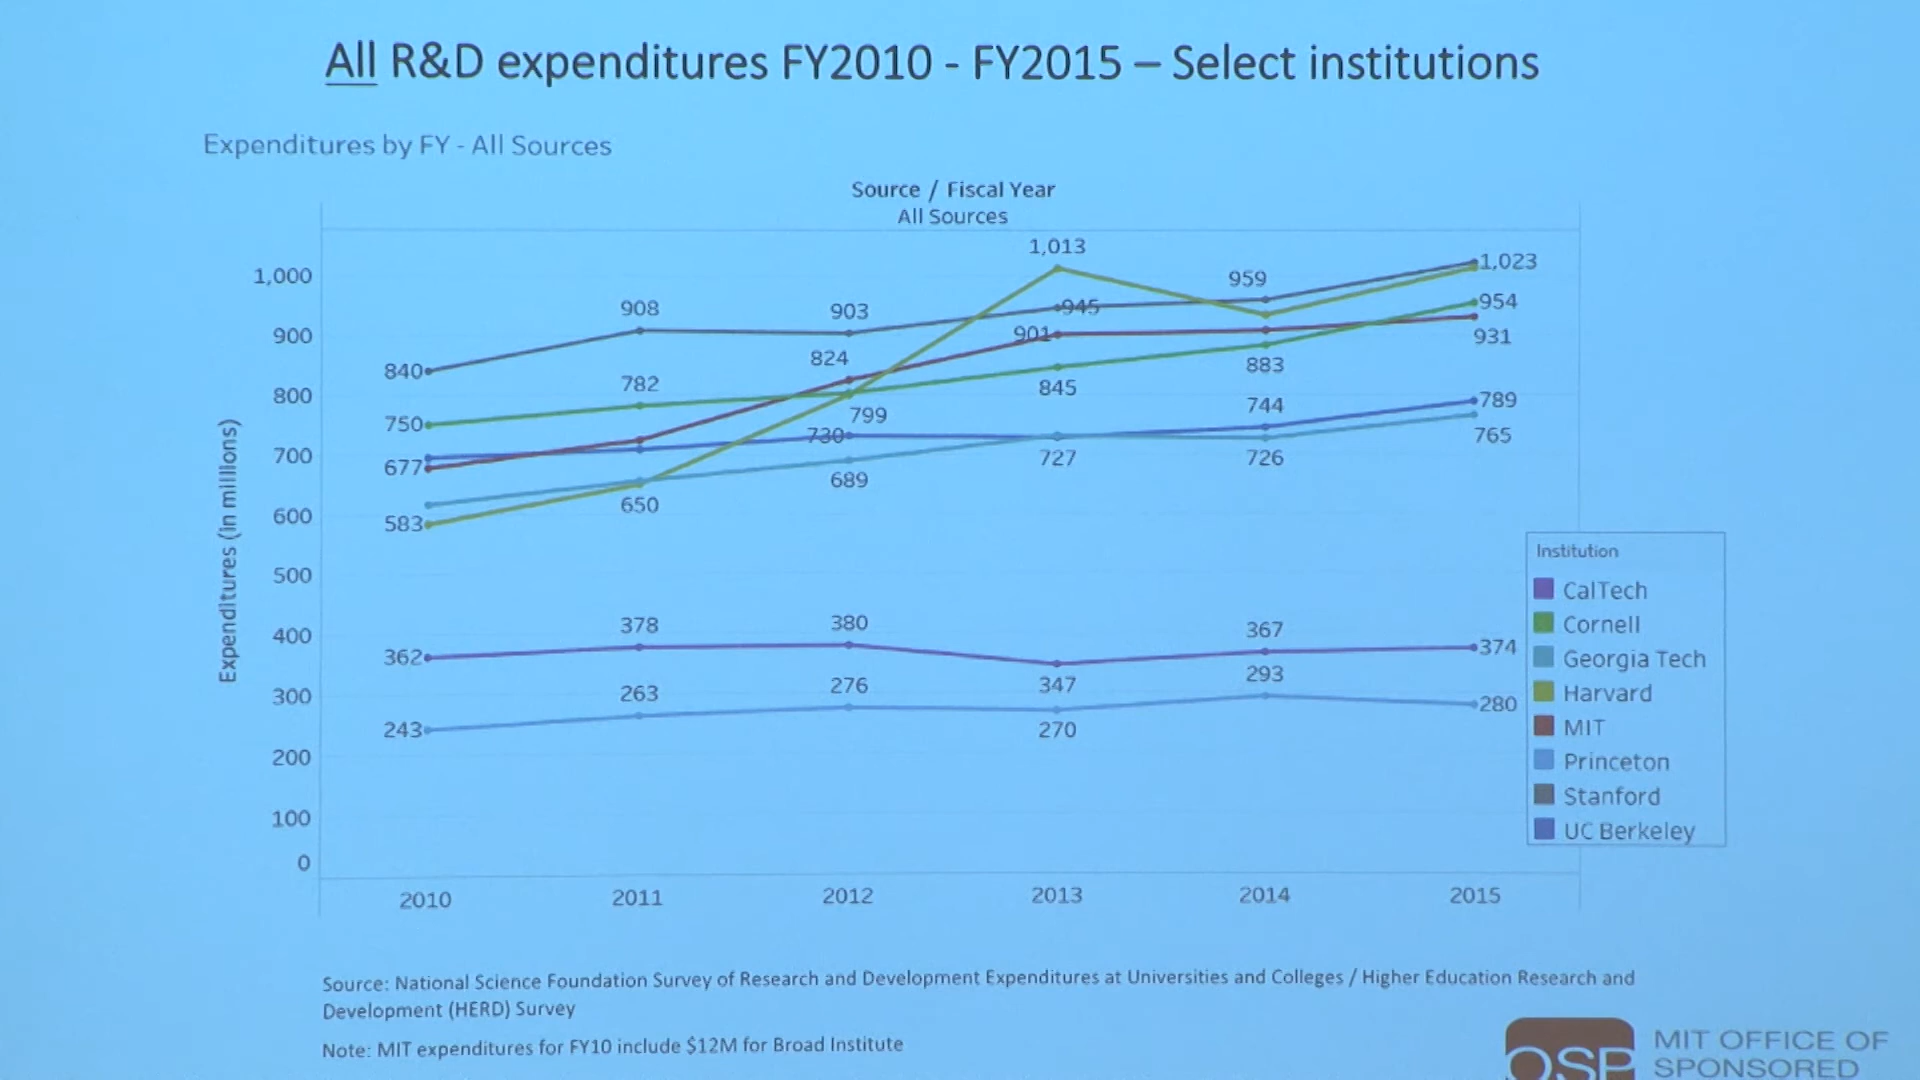 All R&D expenditures FY2010 - FY2015 – Select institutions
Expenditures by FY - All Sources
Source / Fiscal Year
All Sources
1,013
1,000
959
1,023
908
903
945
954
900
901
931
840
824
883
782
845
800
750
799
744
789
730
765
700
677
727
726
689
650
600
583
500
Expenditures (in millions)
400
378
380
367
362
374
347
300
263
276
293
280
243
270
200
100
0
2010 2011 2012 2013 2014 2015
Institution
CalTech
Cornell
Georgia Tech
Harvard
MIT
Princeton
Stanford
UC Berkeley
Source: National Science Foundation Survey of Research and Development Expenditures at Universities and Colleges / Higher Education Research and
Development (HERD) Survey
Note: MIT expenditures for FY10 include $12M for Broad Institute
OSP
MIT OFFICE OF
SPONSORED